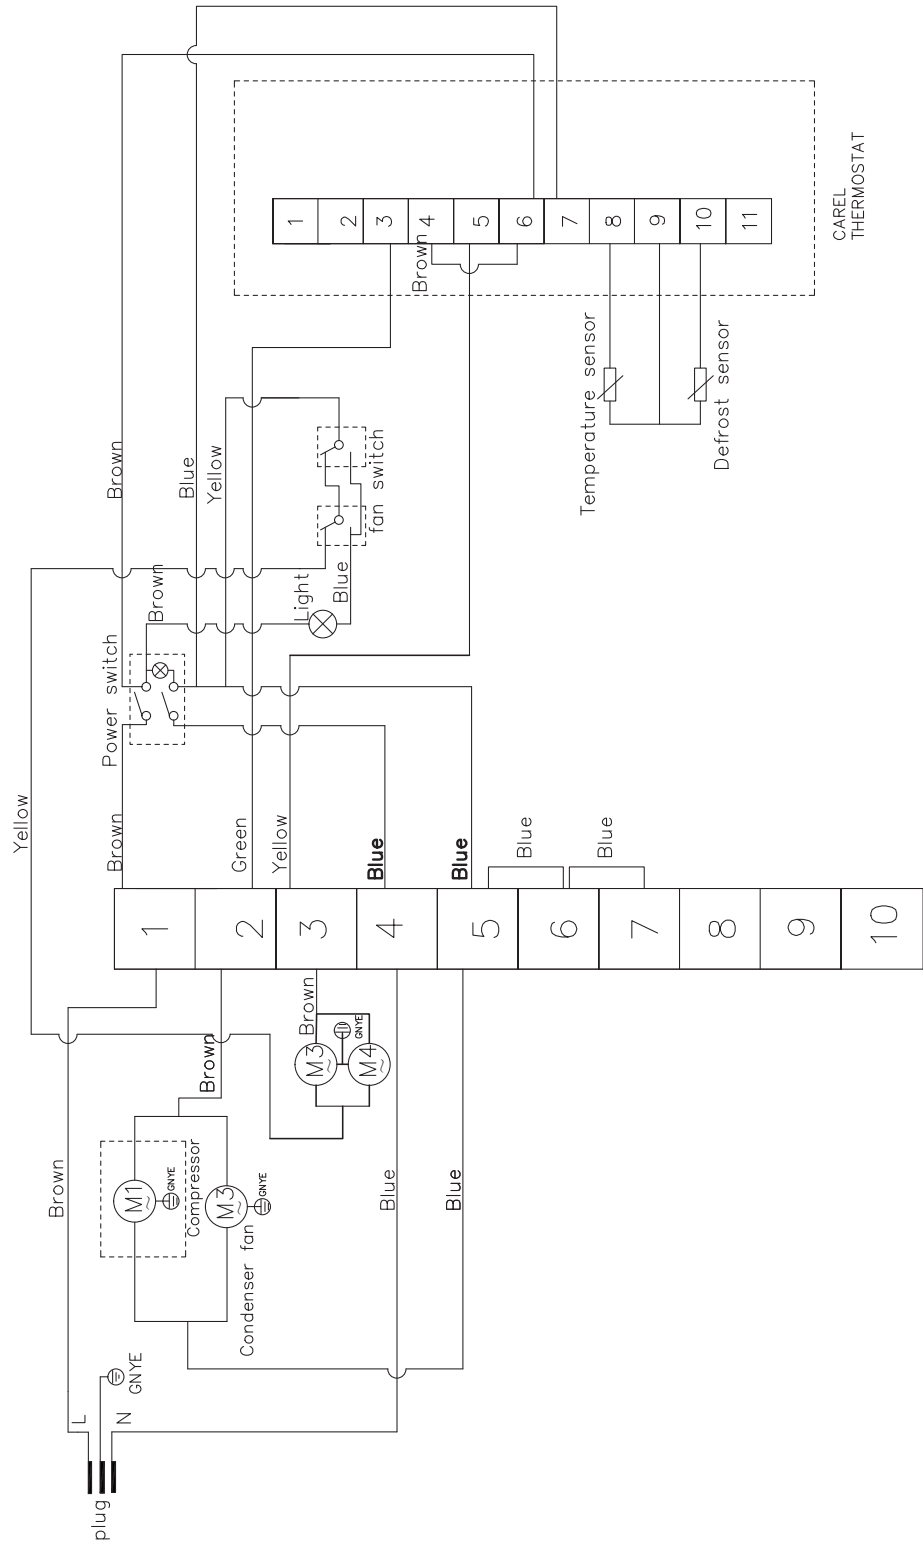 plug
L
N
GNYE
Brown
M1
~
GNYE
Compressor
M3
~
GNYE
Condenser fan
Brown
Blue
Blue
Brown
M3
~
M4
~
GNYE
Yellow
1
2
3
4
5
6
7
8
9
10
Brown
Green
Yellow
Blue
Blue
Blue
Blue
Power switch
Brown
Light
Blue
fan switch
Brown
Blue
Yellow
Temperature sensor
Defrost sensor
Brown
1
2
3
4
5
6
7
8
9
10
11
CAREL
THERMOSTAT